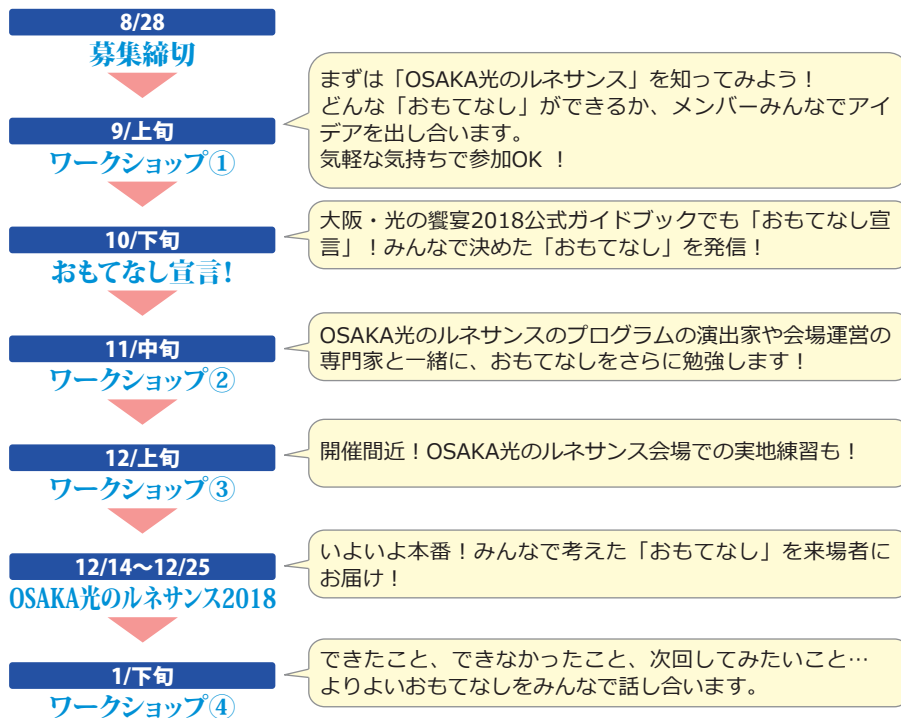 8/28
募集締切
9/上旬
ワークショップ①
まずは「OSAKA光のルネサンス」を知ってみよう！
どんな「おもてなし」ができるか、メンバーみんなでアイ
デアを出し合います。
気軽な気持ちで参加OK ！
10/下旬
おもてなし宣言！
大阪・光の饗宴2018公式ガイドブックでも「おもてなし宣
言」！みんなで決めた「おもてなし」を発信！
11/中旬
ワークショップ②
OSAKA光のルネサンスのプログラムの演出家や会場運営の
専門家と一緒に、おもてなしをさらに勉強します！
12/上旬
ワークショップ③
開催間近！OSAKA光のルネサンス会場での実地練習も！
12/14～12/25
OSAKA光のルネサンス2018
いよいよ本番！みんなで考えた「おもてなし」を来場者に
お届け！
1/下旬
ワークショップ④
できたこと、できなかったこと、次回してみたいこと…
よりよいおもてなしをみんなで話し合います。